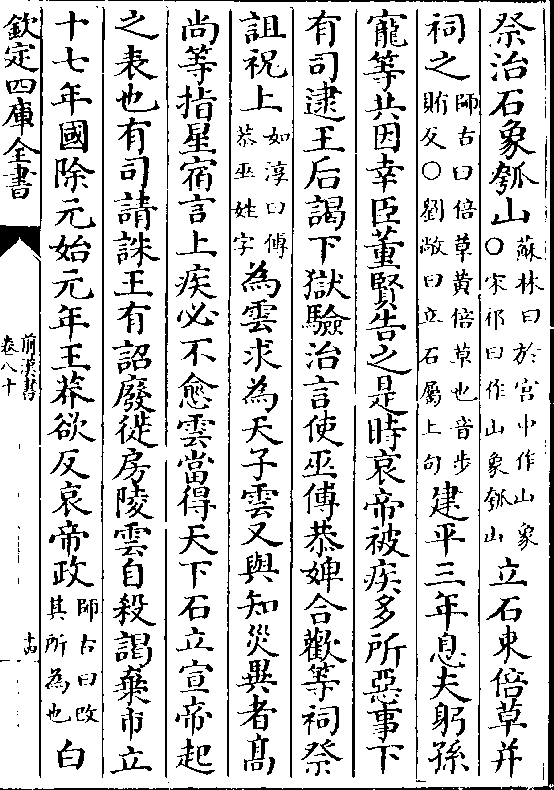 祭治石象瓠山蘇林曰於宫中作山象○宋祁曰作山象瓠山立石束倍草并
祠之師古曰倍草黄倍草也音步賄反○劉敞曰立石屬上句建平三年息夫躬孫
寵等共因幸臣董賢告之是時哀帝被疾多所惡事下
有司逮王后謁下獄驗治言使巫傅恭婢合歡等祠祭
詛祝上如淳曰傅恭巫姓字為雲求為天子雲又與知災異者髙
尚等指星宿言上疾必不愈雲當得天下石立宣帝起
之表也有司請誅王有詔廢徙房陵雲自殺謁棄市立
十七年國除元始元年王莽欲反哀帝政師古曰改其所為也白
欽定四庫全書
前漢書
卷八十
十四